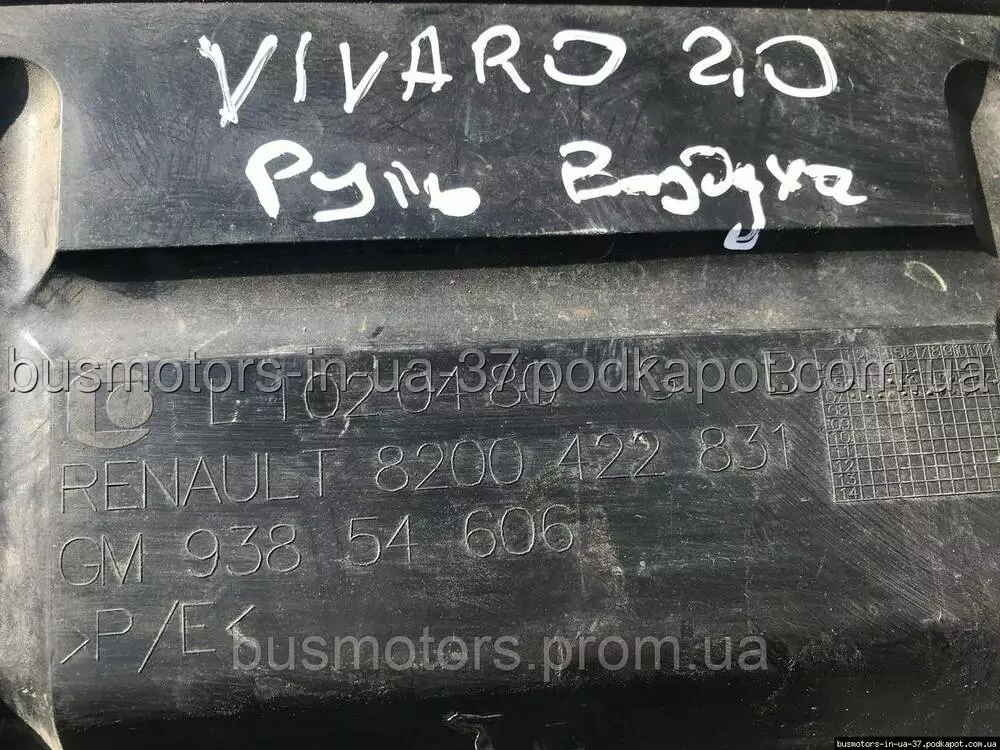 VIVARO 2,0
Руль Воздуха
busmotors-in-ua-37.podkapot.com.ua
RENAULT 8200 422 831
GM 938 54 606
>P/E<
busmotors.prom.ua
busmotors-in-ua-37.podkapot.com.ua